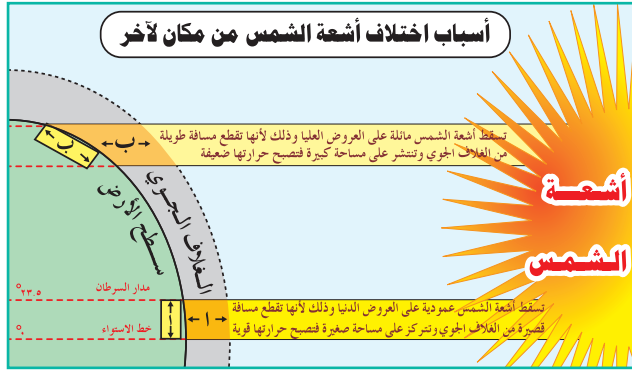 أسباب اختلاف أشعة الشمس من مكان لآخر
تسقط أشعة الشمس مائلة على العروض العليا وذلك لأنها تقطع مسافة طويلة
من الغلاف الجوي وتنتشر على مساحة كبيرة فتصبح حرارتها ضعيفة
ب
ب
أشعـة
الشمس
الغلاف الجوي
سطح الأرض
مدار السرطان
٢٣.٥°
تسقط أشعة الشمس عمودية على العروض الدنيا وذلك لأنها تقطع مسافة
قصيرة من الغلاف الجوي وتتركز على مساحة صغيرة فتصبح حرارتها قوية
أ
أ
خط الاستواء
٠°